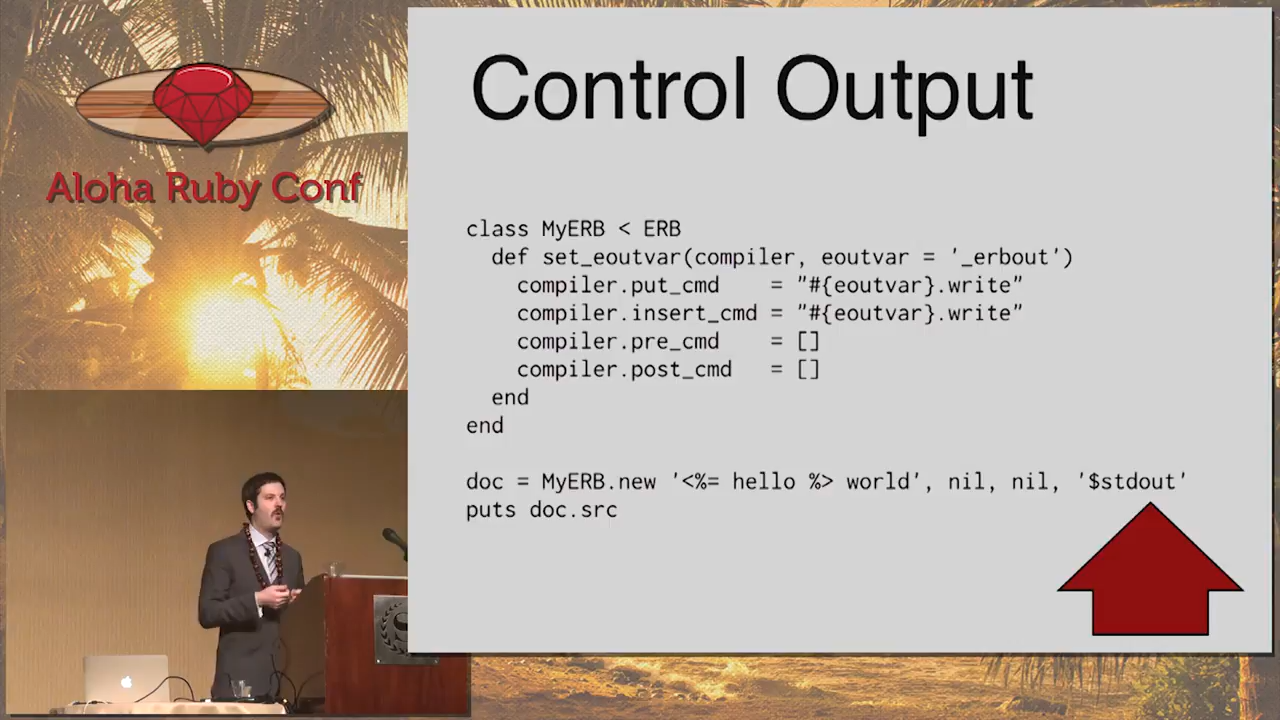 Aloha Ruby Conf
Control Output
class MyERB < ERB
  def set_eoutvar(compiler, eoutvar = '_erbout')
    compiler.put_cmd    = "#{eoutvar}.write"
    compiler.insert_cmd = "#{eoutvar}.write"
    compiler.pre_cmd    = []
    compiler.post_cmd   = []
  end
end
doc = MyERB.new '<%= hello %> world', nil, nil, '$stdout'
puts doc.src
S